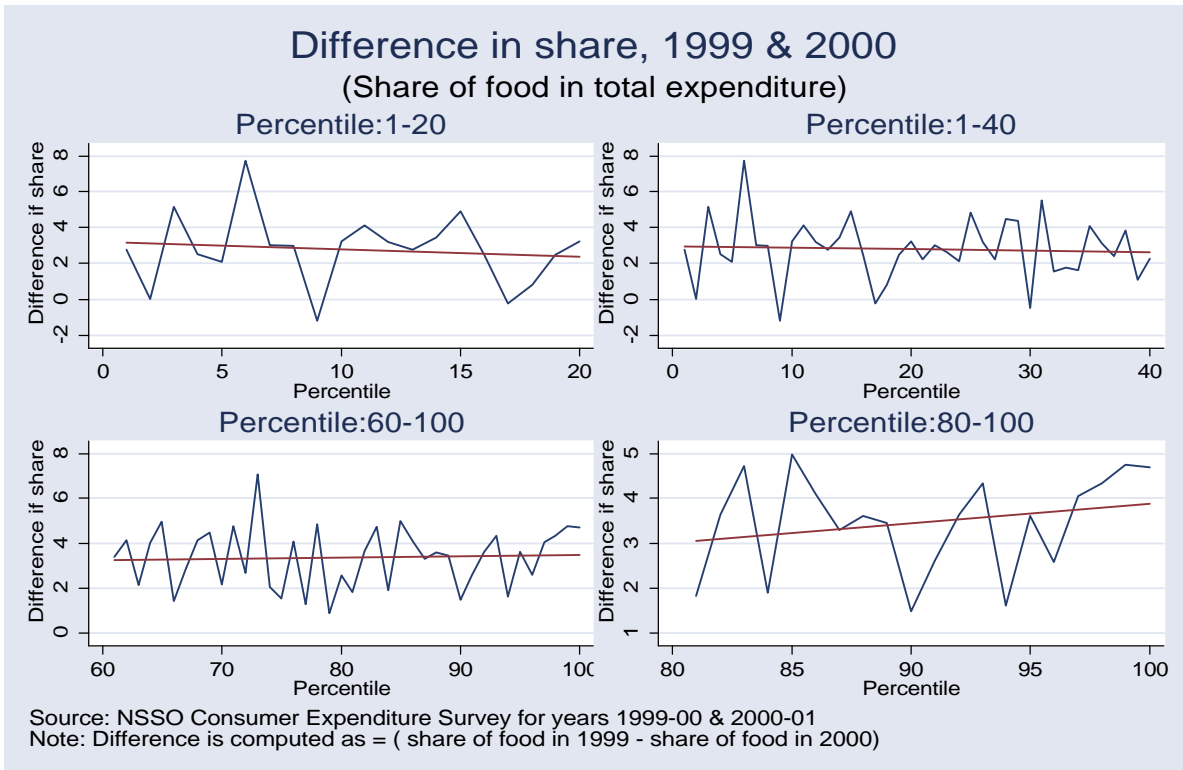 Difference in share, 1999 & 2000
(Share of food in total expenditure)
Percentile:1-20
Difference if share
8
6
4
2
0
-2
0 5 10 15 20
Percentile
Percentile:1-40
Difference if share
8
6
4
2
0
-2
0 10 20 30 40
Percentile
Percentile:60-100
Difference if share
8
6
4
2
0
60 70 80 90 100
Percentile
Percentile:80-100
Difference if share
5
4
3
2
1
80 85 90 95 100
Percentile
Source: NSSO Consumer Expenditure Survey for years 1999-00 & 2000-01
Note: Difference is computed as = ( share of food in 1999 - share of food in 2000)